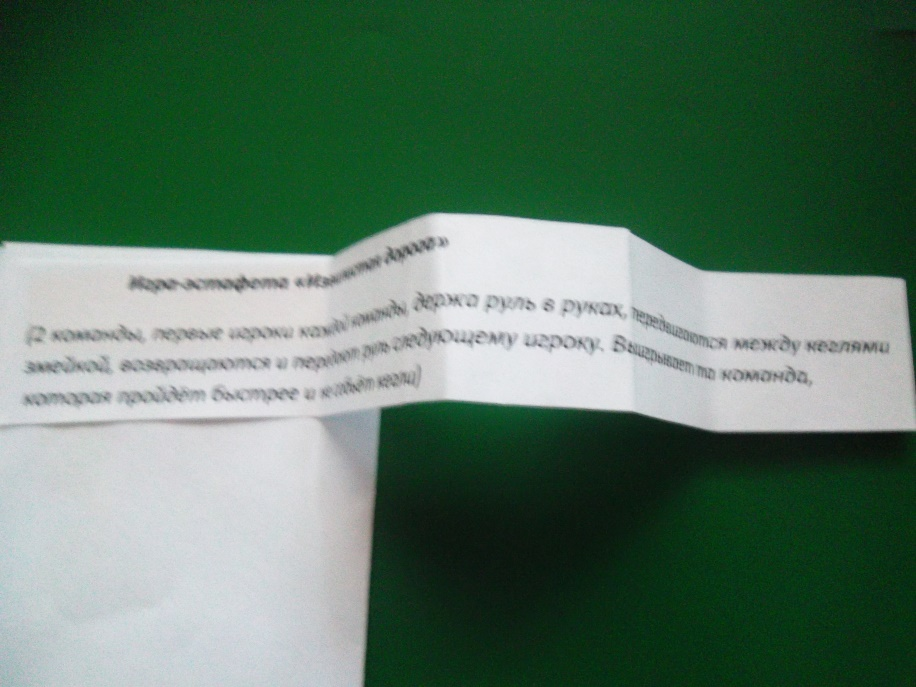 Игра-эстафета «Извилистая дорога»
(2 команды, первые игроки каждой команды, держа руль в руках, передвигаются между кеглями
змейкой, возвращаются и передают руль следующему игроку. Выигрывает та команда,
которая пройдёт быстрее и не собьёт кегли)